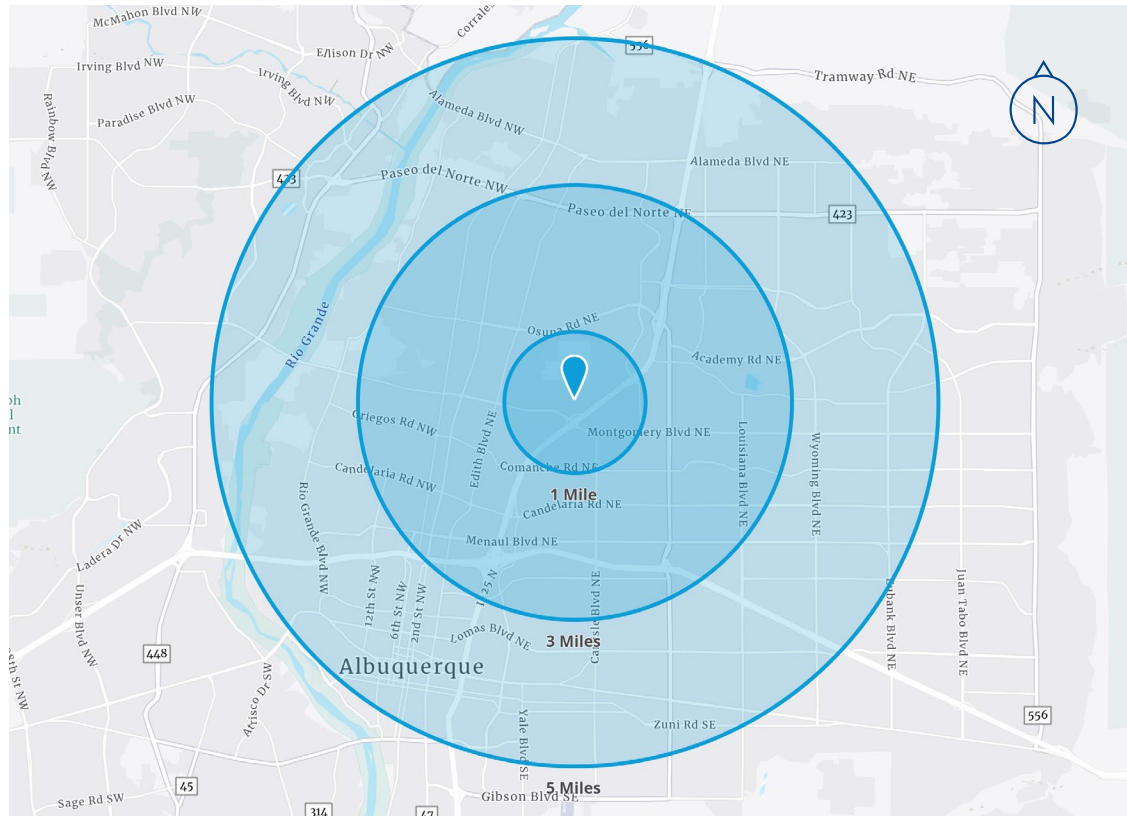 McMahon Blvd NW
Corrales
Ellison Dr NW
556
Irving Blvd NW
Irving Blvd NW
Tramway Rd NE
N
Rainbow Blvd NW
Paradise Blvd NW
Alameda Blvd NW
Alameda Blvd NE
423
Paseo del Norte NW
Paseo del Norte NE
423
Rio Grande
Osuna Rd NE
Academy Rd NE
ph
l
nt
Griegos Rd NW
Edith Blvd NE
Montgomery Blvd NE
Louisiana Blvd NE
Wyoming Blvd NE
Candelaria Rd NW
Comanche Rd NE
1 Mile
Candelaria Rd NE
Rio Grande Blvd NW
Ladera Dr NW
Menaul Blvd NE
Unser Blvd NW
12th St NW
6th St NW
2nd St NW
I 25 N
Carlisle Blvd NE
Eubank Blvd NE
Juan Tabo Blvd NE
Lomas Blvd NE
3 Miles
448
Albuquerque
Atrisco Dr SW
Yale Blvd SE
Zuni Rd SE
556
45
5 Miles
Sage Rd SW
Gibson Blvd SE
314
47